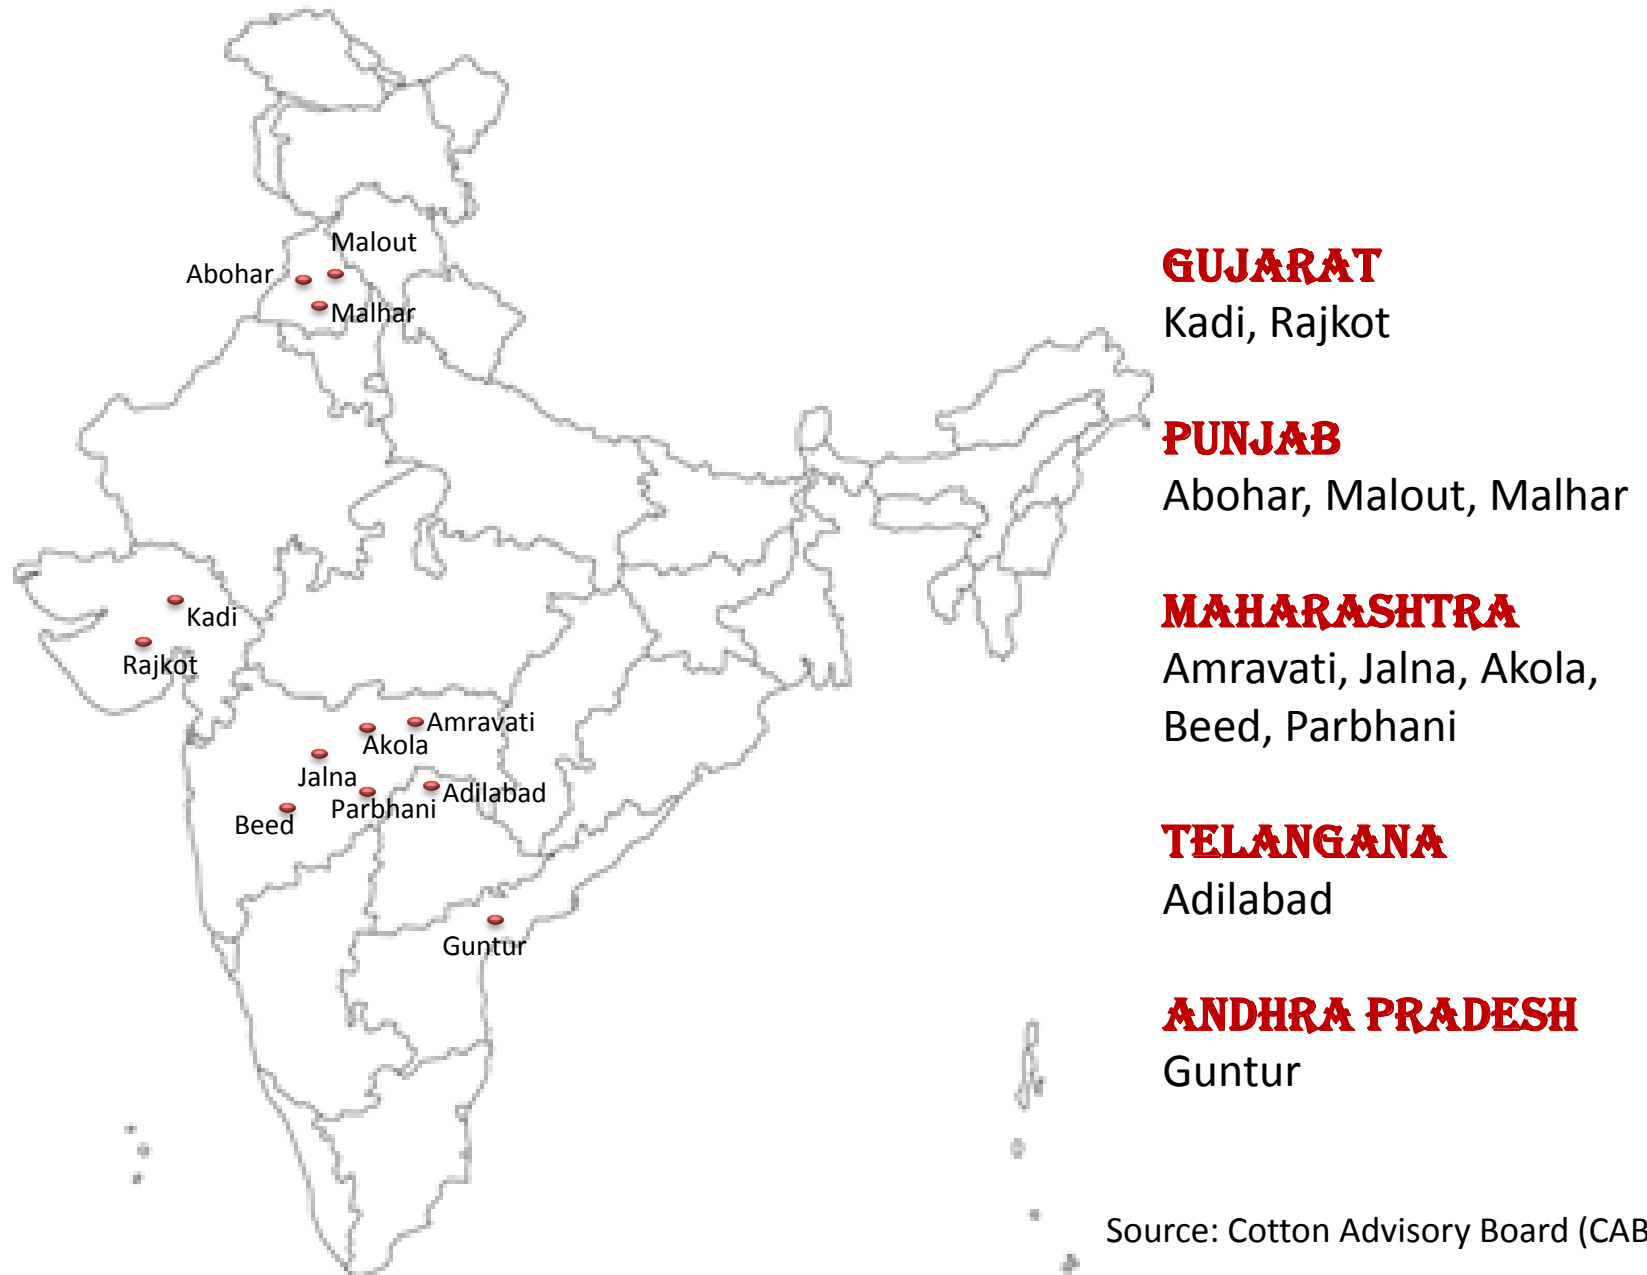 Malout
Abohar
Malhar
Kadi
Rajkot
Amravati
Akola
Jalna
Adilabad
Parbhani
Beed
Guntur
GUJARAT
Kadi, Rajkot
PUNJAB
Abohar, Malout, Malhar
MAHARASHTRA
Amravati, Jalna, Akola,
Beed, Parbhani
TELANGANA
Adilabad
ANDHRA PRADESH
Guntur
Source: Cotton Advisory Board (CAB